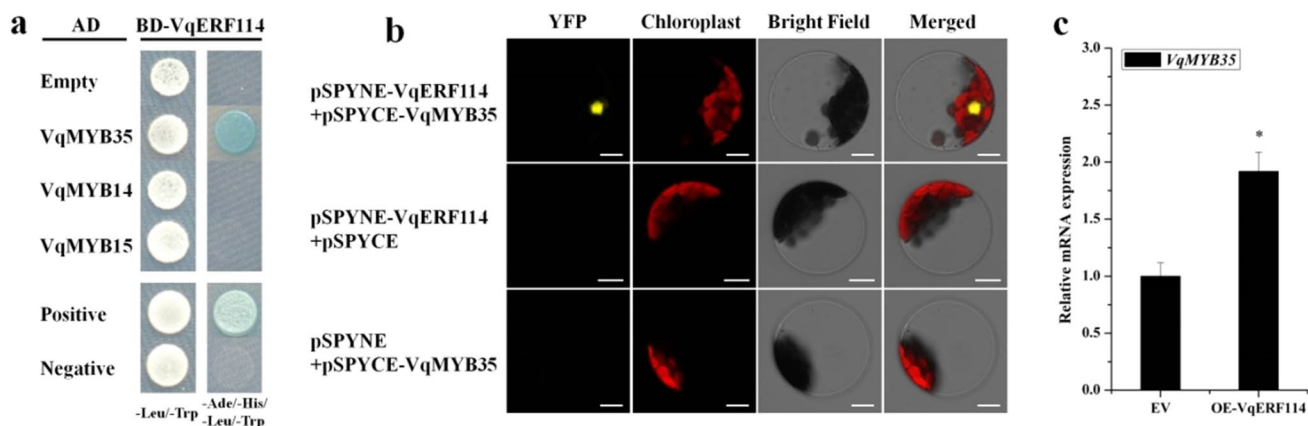 a
AD
BD-VqERF114
Empty
VqMYB35
VqMYB14
VqMYB15
Positive
Negative
-Leu/-Trp
-Ade/-His/
-Leu/-Trp
b
YFP
Chloroplast
Bright Field
Merged
pSPYNE-VqERF114
+pSPYCE-VqMYB35
pSPYNE-VqERF114
+pSPYCE
pSPYNE
+pSPYCE-VqMYB35
c
VqMYB35
Relative mRNA expression
3.0
2.5
2.0
1.5
1.0
0.5
0.0
*
EV
OE-VqERF114